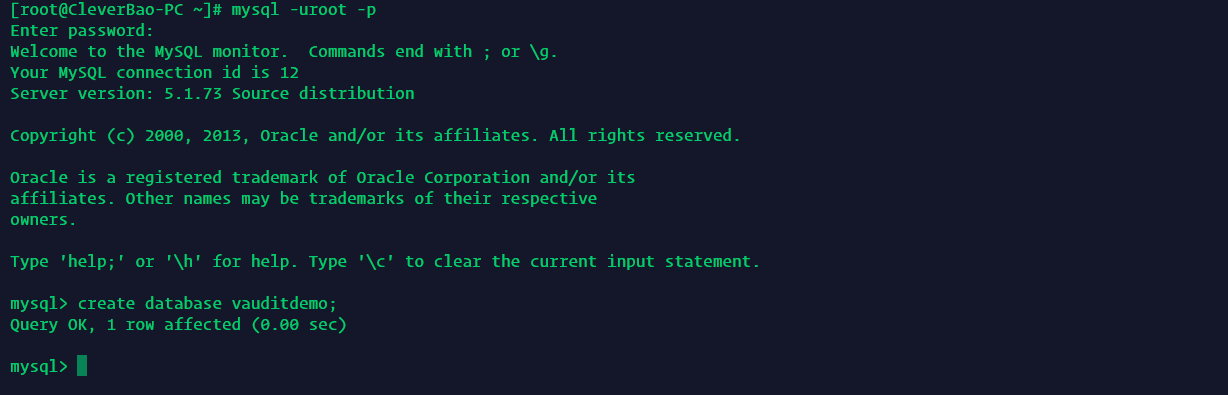 [root@CleverBao-PC ~]# mysql -uroot -p
Enter password:
Welcome to the MySQL monitor.  Commands end with ; or \g.
Your MySQL connection id is 12
Server version: 5.1.73 Source distribution
Copyright (c) 2000, 2013, Oracle and/or its affiliates. All rights reserved.
Oracle is a registered trademark of Oracle Corporation and/or its
affiliates. Other names may be trademarks of their respective
owners.
Type 'help;' or '\h' for help. Type '\c' to clear the current input statement.
mysql> create database vauditdemo;
Query OK, 1 row affected (0.00 sec)
mysql>